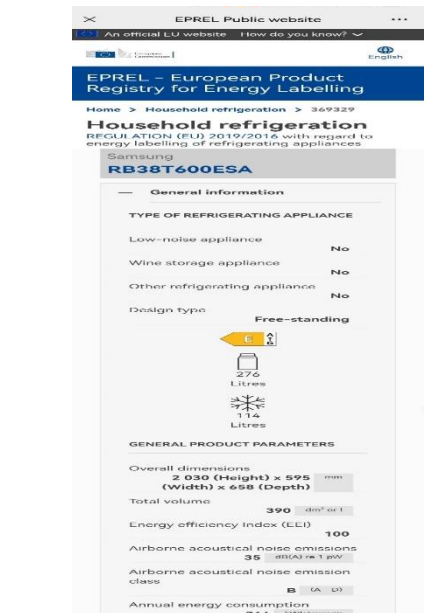 EPREL Public website
An official EU website How do you know?
European
Commission
English
EPREL – European Product
Registry for Energy Labelling
Home > Household refrigeration > 369329
Household refrigeration
REGULATION (EU) 2019/2016 with regard to
energy labelling of refrigerating appliances
Samsung
RB38T600ESA
General information
TYPE OF REFRIGERATING APPLIANCE
Low-noise appliance
No
Wine storage appliance
No
Other refrigerating appliance
No
Design type
Free-standing
E A G
276
Litres
114
Litres
GENERAL PRODUCT PARAMETERS
Overall dimensions
2 030 (Height) x 595 mm
(Width) x 658 (Depth)
Total volume
390 dm³ or l
Energy efficiency Index (EEI)
100
Airborne acoustical noise emissions
35 dB(A) re 1 pW
Airborne acoustical noise emission
class
B (A D)
Annual energy consumption